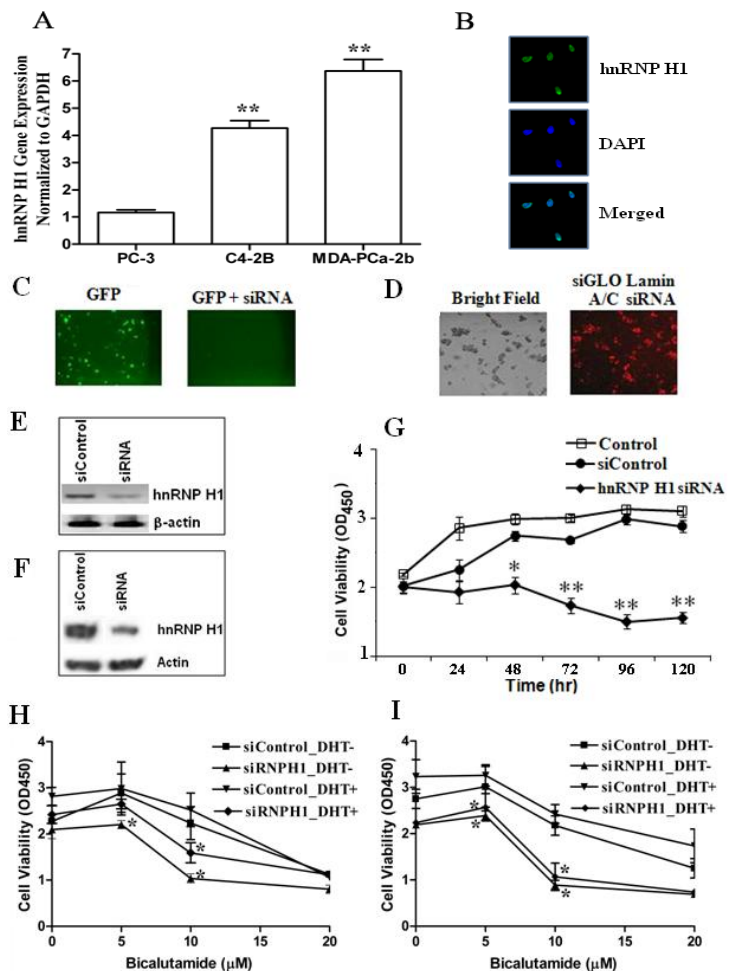 A
hnRNP H1 Gene Expression
Normalized to GAPDH
7
6
5
4
3
2
1
0
**
**
PC-3 C4-2B MDA-PCa-2b
B
hnRNP H1
DAPI
Merged
C
GFP
GFP + siRNA
D
Bright Field
siGLO Lamin
A/C siRNA
E
siControl
siRNA
hnRNP H1
β-actin
F
siControl
siRNA
hnRNP H1
Actin
G
Cell Viability (OD450)
4
3
2
1
Control
siControl
hnRNP H1 siRNA
*
**
**
**
0 24 48 72 96 120
Time (hr)
H
Cell Viability (OD450)
4
3
2
1
0
siControl_DHT-
siRNPH1_DHT-
siControl_DHT+
siRNPH1_DHT+
*
*
*
0 5 10 15 20
Bicalutamide (μM)
I
Cell Viability (OD450)
4
3
2
1
0
siControl_DHT-
siRNPH1_DHT-
siControl_DHT+
siRNPH1_DHT+
*
*
*
*
0 5 10 15 20
Bicalutamide (μM)